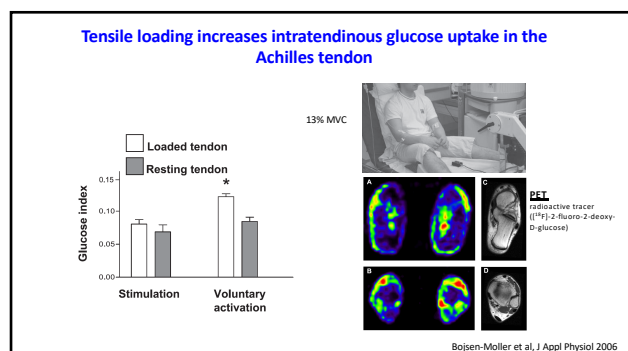 Tensile loading increases intratendinous glucose uptake in the
Achilles tendon
13% MVC
Loaded tendon
Resting tendon
*
Glucose index
0.15
0.10
0.05
0.00
Stimulation
Voluntary
activation
A
C
B
D
PET
radioactive tracer
([¹⁸F]-2-fluoro-2-deoxy-
D-glucose)
Bojsen-Moller et al, J Appl Physiol 2006